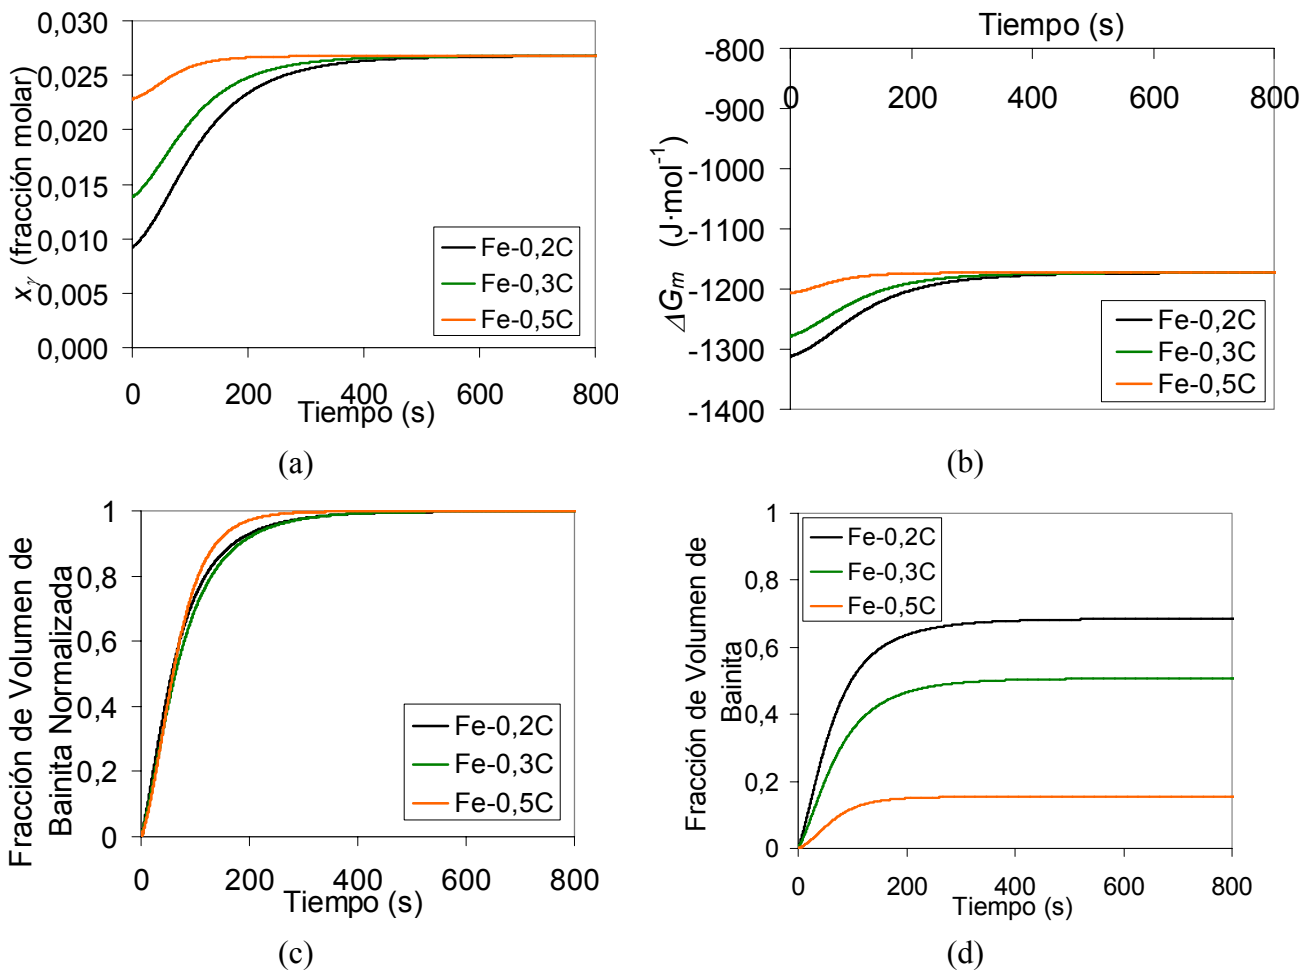 0,030
0,025
0,020
0,015
0,010
0,005
0,000
xγ (fracción molar)
0 200 400 600 800
Tiempo (s)
Fe-0,2C
Fe-0,3C
Fe-0,5C
(a)
Tiempo (s)
0 200 400 600 800
-800
-900
-1000
-1100
-1200
-1300
-1400
ΔGm (J·mol-1)
Fe-0,2C
Fe-0,3C
Fe-0,5C
(b)
1
0,8
0,6
0,4
0,2
0
Fracción de Volumen de
Bainita Normalizada
0 200 400 600 800
Tiempo (s)
Fe-0,2C
Fe-0,3C
Fe-0,5C
(c)
1
0,8
0,6
0,4
0,2
0
Fracción de Volumen de
Bainita
0 200 400 600 800
Tiempo (s)
Fe-0,2C
Fe-0,3C
Fe-0,5C
(d)